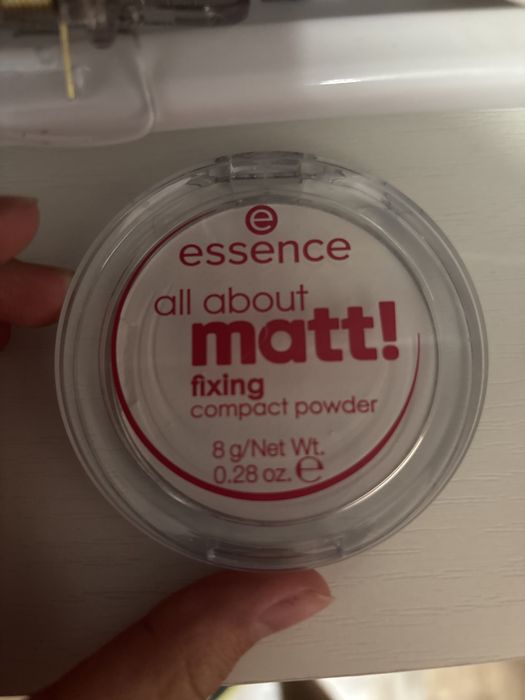 e
essence
all about
matt!
fixing
compact powder
8 g/Net Wt.
0.28 oz. ℮